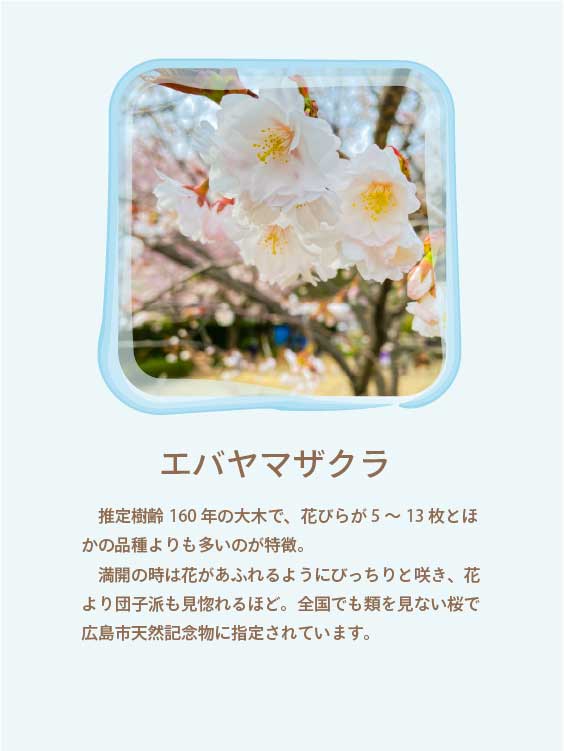 エバヤマザクラ
　推定樹齢 160 年の大木で、花びらが 5 〜 13 枚とほ
かの品種よりも多いのが特徴。
　満開の時は花があふれるようにびっちりと咲き、花
より団子派も見惚れるほど。全国でも類を見ない桜で
広島市天然記念物に指定されています。